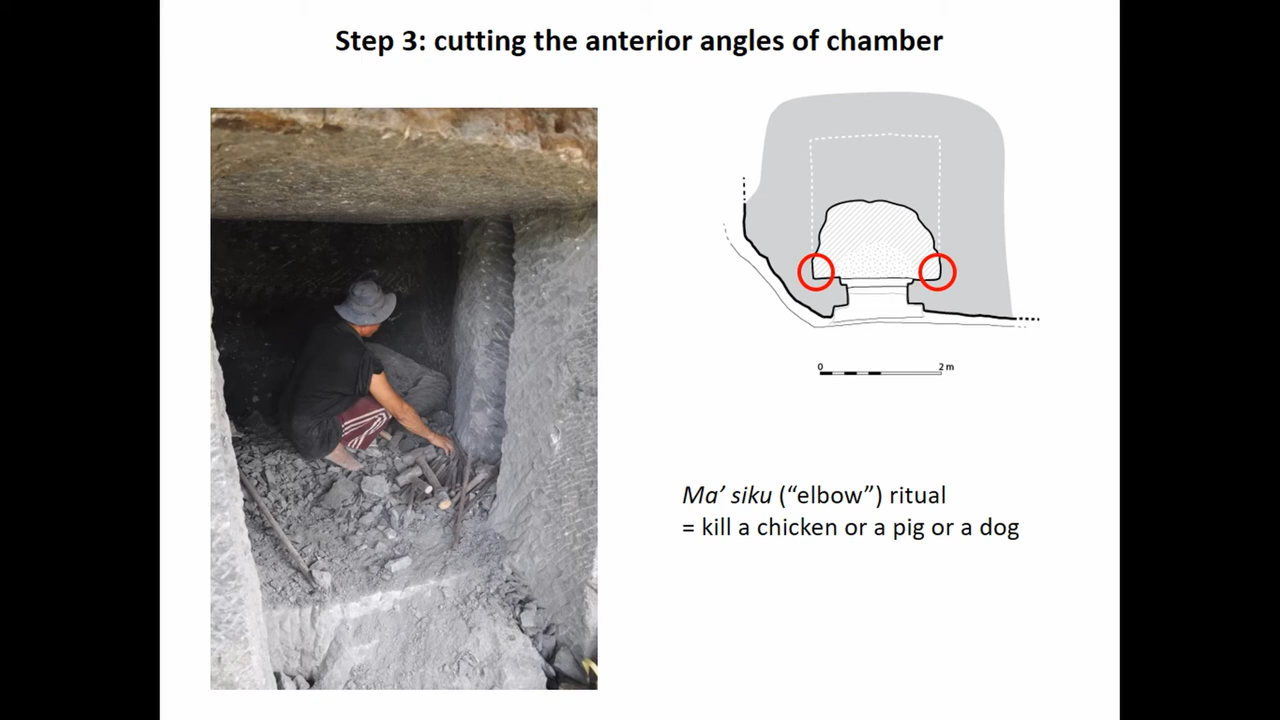 Step 3: cutting the anterior angles of chamber
0 2 m
Ma’ siku (“elbow”) ritual
= kill a chicken or a pig or a dog